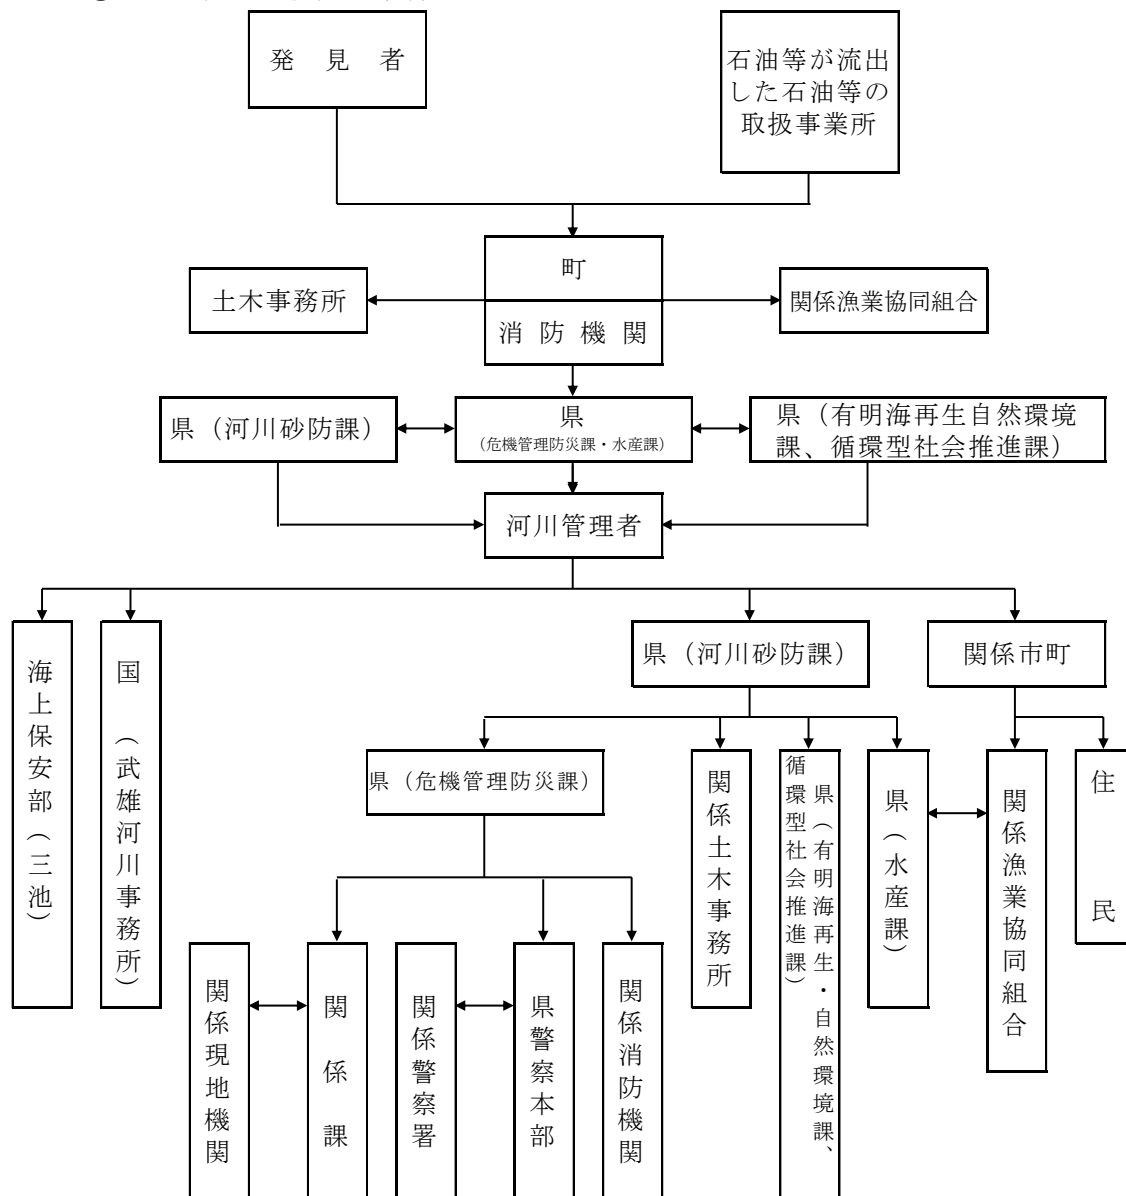 発見者
石油等が流出
した石油等の
取扱事業所
町
土木事務所
関係漁業協同組合
消防機関
県（河川砂防課）
県
（危機管理防災課・水産課）
県（有明海再生自然環境
課、循環型社会推進課）
河川管理者
海上保安部（三池）
国（武雄河川事務所）
県（河川砂防課）
関係市町
県（危機管理防災課）
関係土木事務所
県（有明海再生・自然環境課、
循環型社会推進課）
県（水産課）
関係漁業協同組合
住民
関係現地機関
関係課
関係警察署
県警察本部
関係消防機関